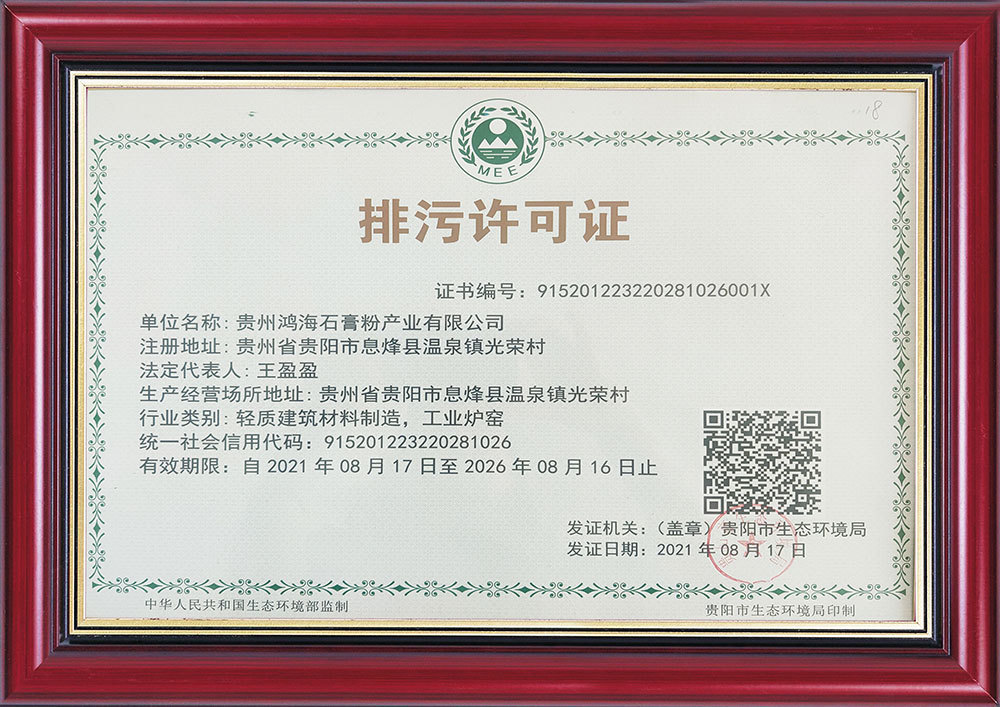 18
MEE
排污许可证
证书编号：915201223220281026001X
单位名称：贵州鸿海石膏粉产业有限公司
注册地址：贵州省贵阳市息烽县温泉镇光荣村
法定代表人：王盈盈
生产经营场所地址：贵州省贵阳市息烽县温泉镇光荣村
行业类别：轻质建筑材料制造，工业炉窑
统一社会信用代码：915201223220281026
有效期限：自 2021 年 08 月 17 日至 2026 年 08 月 16 日止
发证机关：（盖章）贵阳市生态环境局
发证日期：2021 年 08 月 17 日
中华人民共和国生态环境部监制
贵阳市生态环境局印制